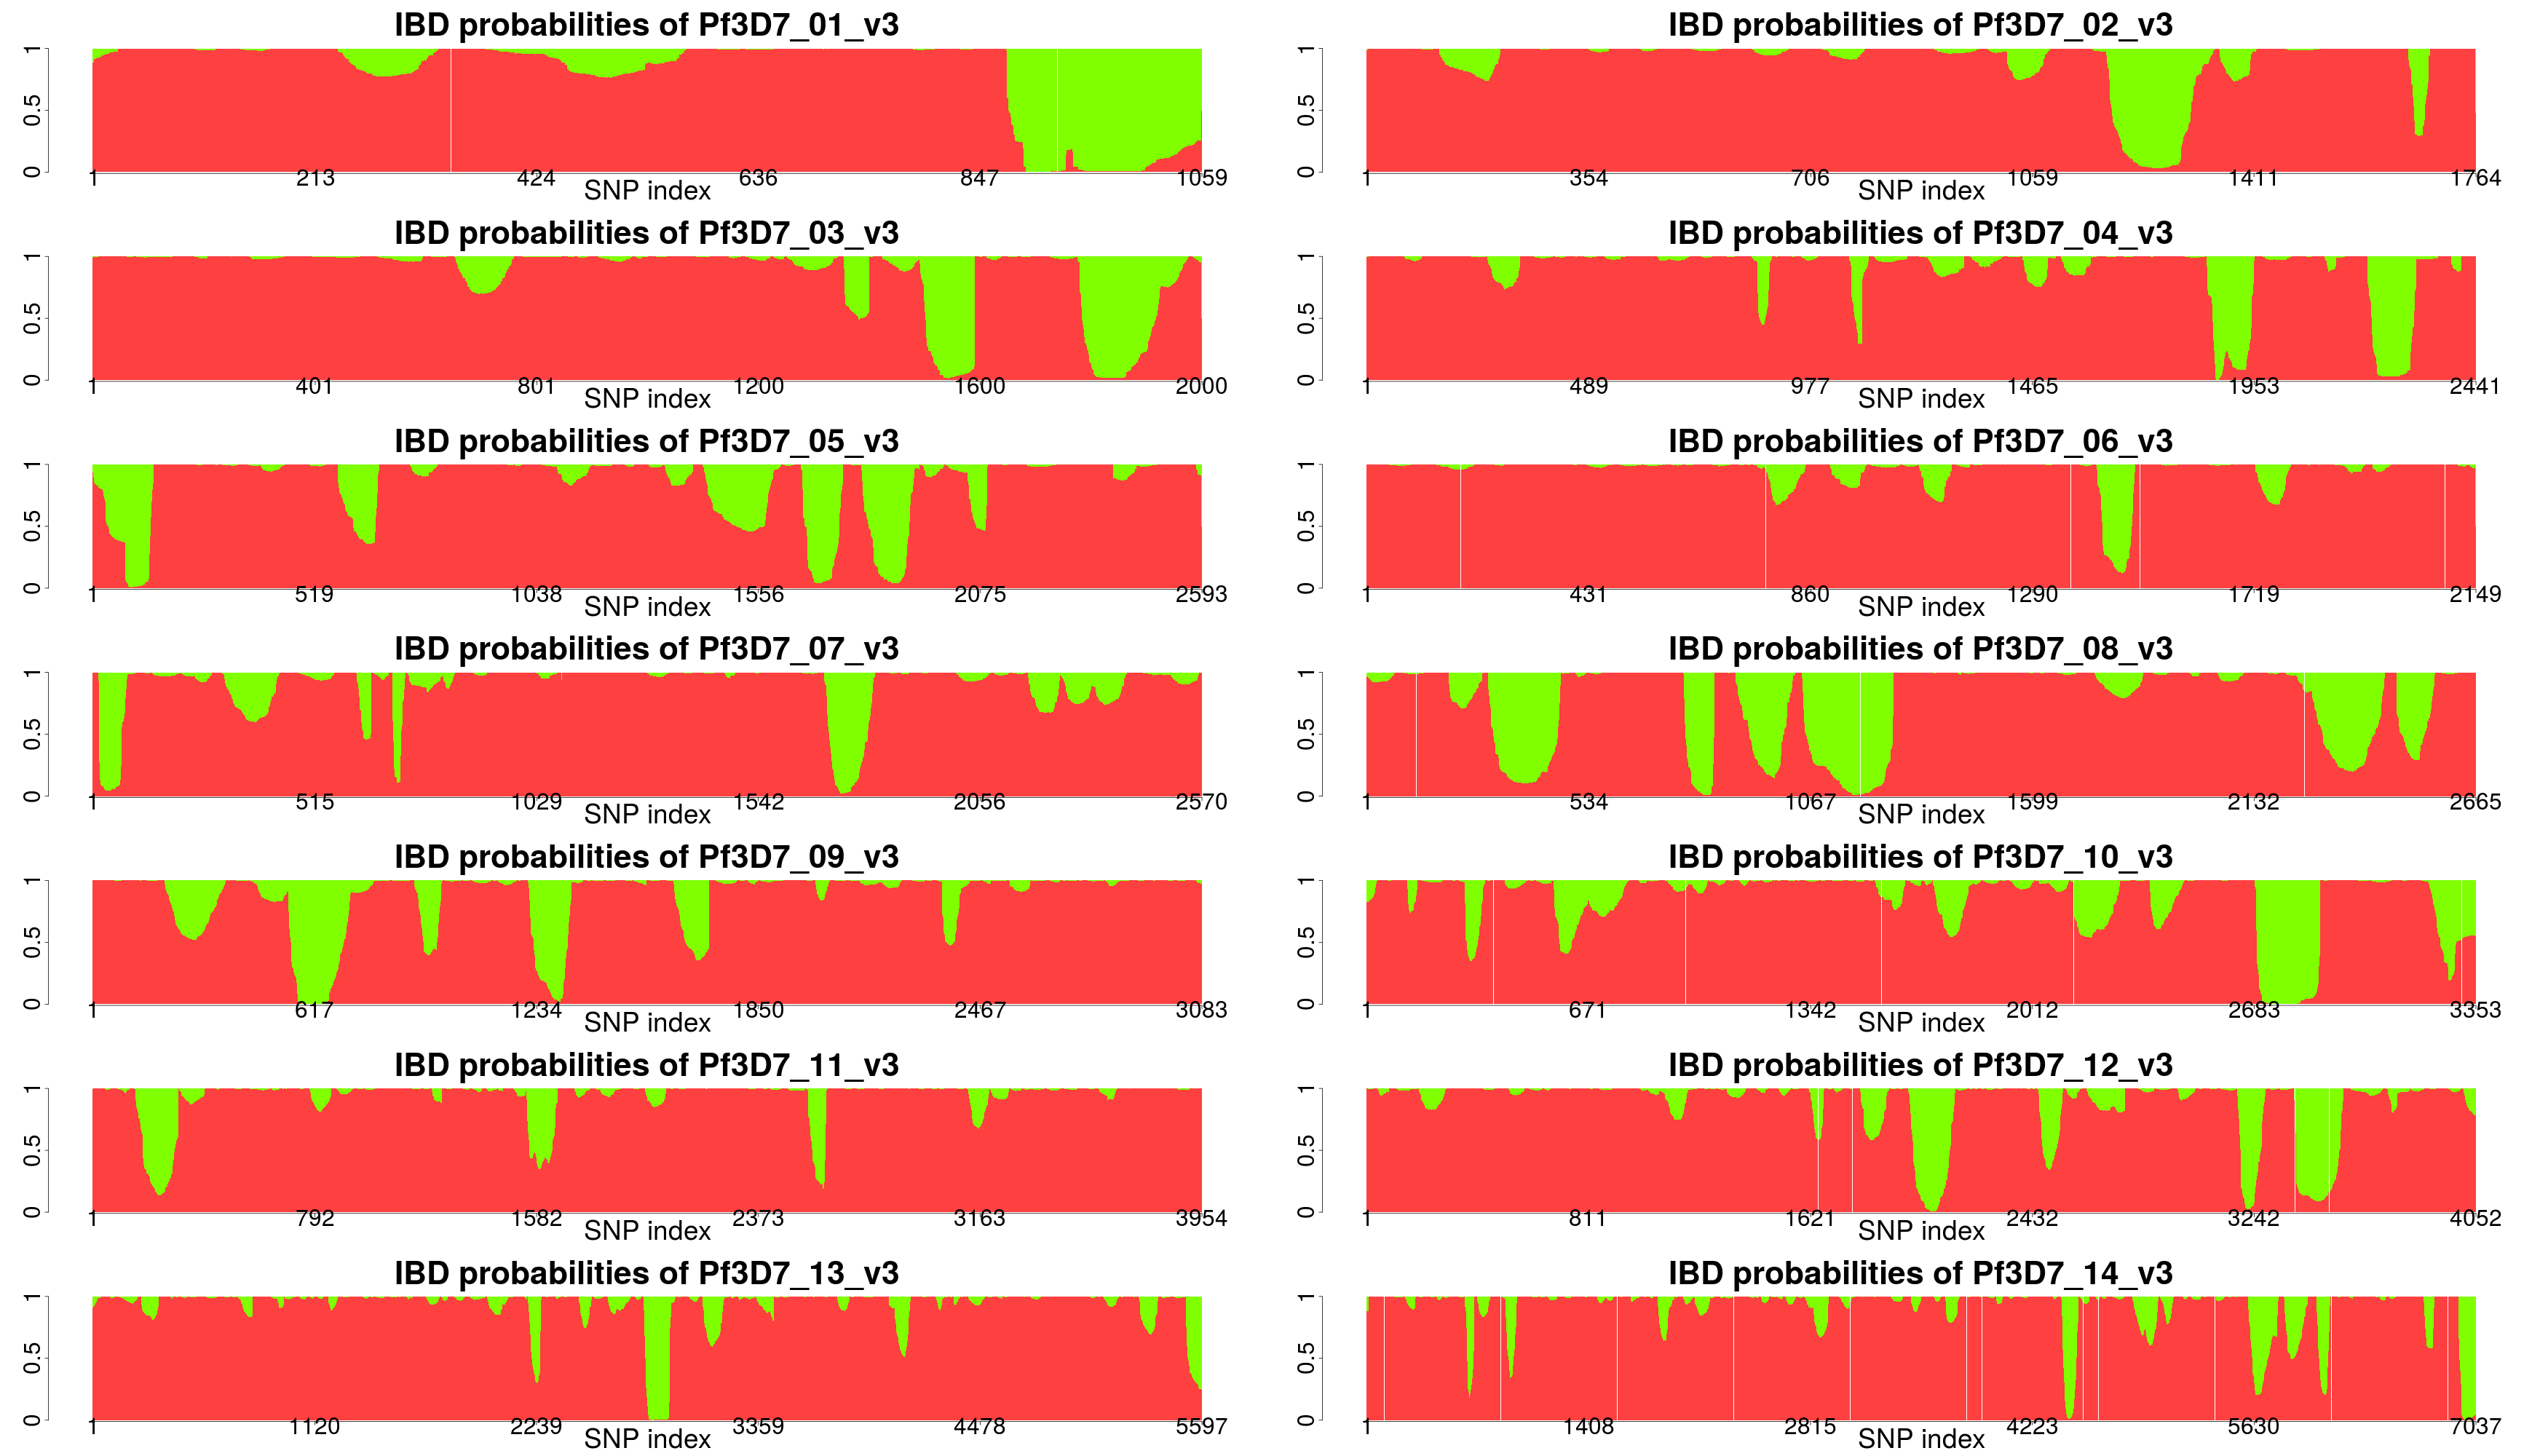 IBD probabilities of Pf3D7_01_v3
0 0.5 1
1 213 424 636 847 1059
SNP index
IBD probabilities of Pf3D7_02_v3
0 0.5 1
1 354 706 1059 1411 1764
SNP index
IBD probabilities of Pf3D7_03_v3
0 0.5 1
1 401 801 1200 1600 2000
SNP index
IBD probabilities of Pf3D7_04_v3
0 0.5 1
1 489 977 1465 1953 2441
SNP index
IBD probabilities of Pf3D7_05_v3
0 0.5 1
1 519 1038 1556 2075 2593
SNP index
IBD probabilities of Pf3D7_06_v3
0 0.5 1
1 431 860 1290 1719 2149
SNP index
IBD probabilities of Pf3D7_07_v3
0 0.5 1
1 515 1029 1542 2056 2570
SNP index
IBD probabilities of Pf3D7_08_v3
0 0.5 1
1 534 1067 1599 2132 2665
SNP index
IBD probabilities of Pf3D7_09_v3
0 0.5 1
1 617 1234 1850 2467 3083
SNP index
IBD probabilities of Pf3D7_10_v3
0 0.5 1
1 671 1342 2012 2683 3353
SNP index
IBD probabilities of Pf3D7_11_v3
0 0.5 1
1 792 1582 2373 3163 3954
SNP index
IBD probabilities of Pf3D7_12_v3
0 0.5 1
1 811 1621 2432 3242 4052
SNP index
IBD probabilities of Pf3D7_13_v3
0 0.5 1
1 1120 2239 3359 4478 5597
SNP index
IBD probabilities of Pf3D7_14_v3
0 0.5 1
1 1408 2815 4223 5630 7037
SNP index